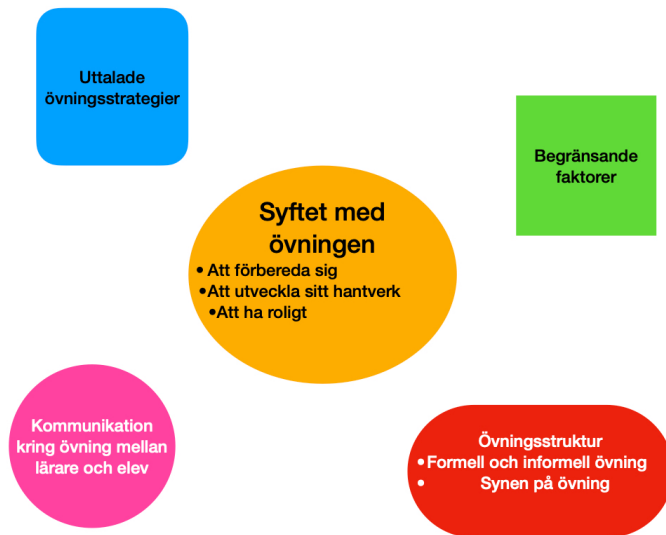 Uttalade
övningsstrategier
Begränsande
faktorer
Syftet med
övningen
• Att förbereda sig
•Att utveckla sitt hantverk
•Att ha roligt
Kommunikation
kring övning mellan
lärare och elev
Övningsstruktur
• Formell och informell övning
• Synen på övning